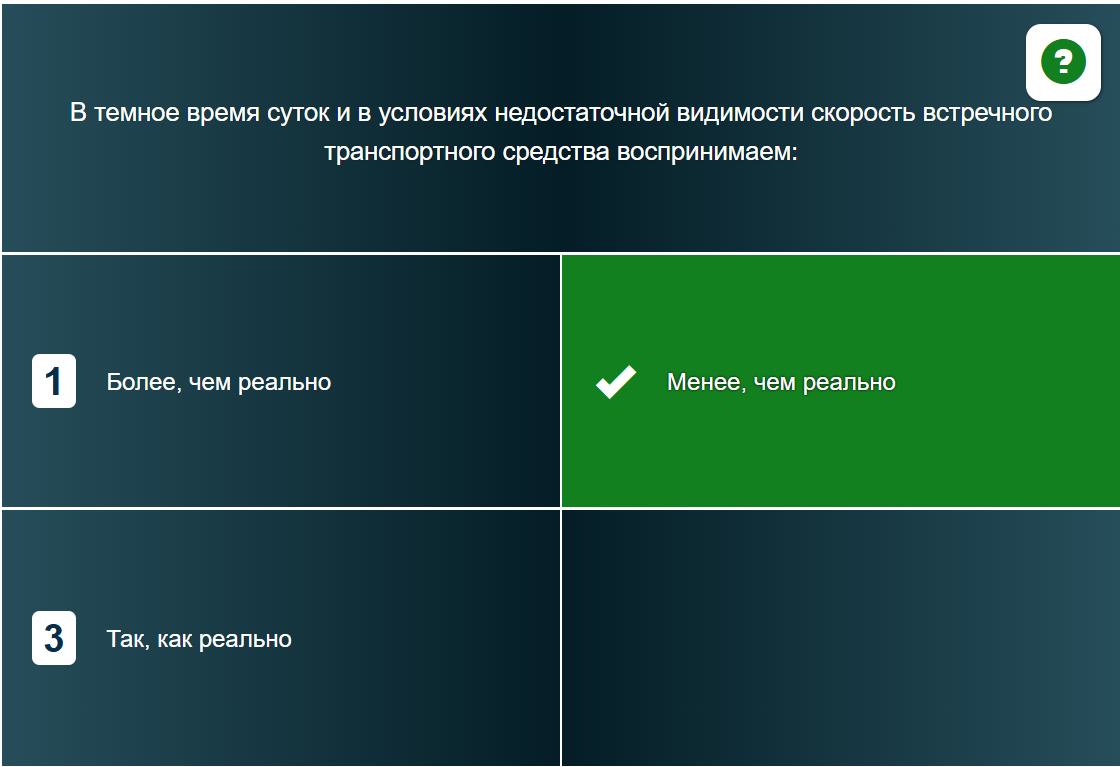 ?
В темное время суток и в условиях недостаточной видимости скорость встречного
транспортного средства воспринимаем:
1 Более, чем реально
Менее, чем реально
3 Так, как реально